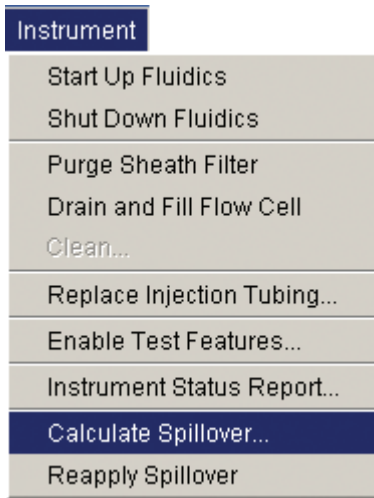 Instrument
Start Up Fluidics
Shut Down Fluidics
Purge Sheath Filter
Drain and Fill Flow Cell
Clean...
Replace Injection Tubing...
Enable Test Features...
Instrument Status Report...
Calculate Spillover...
Reapply Spillover